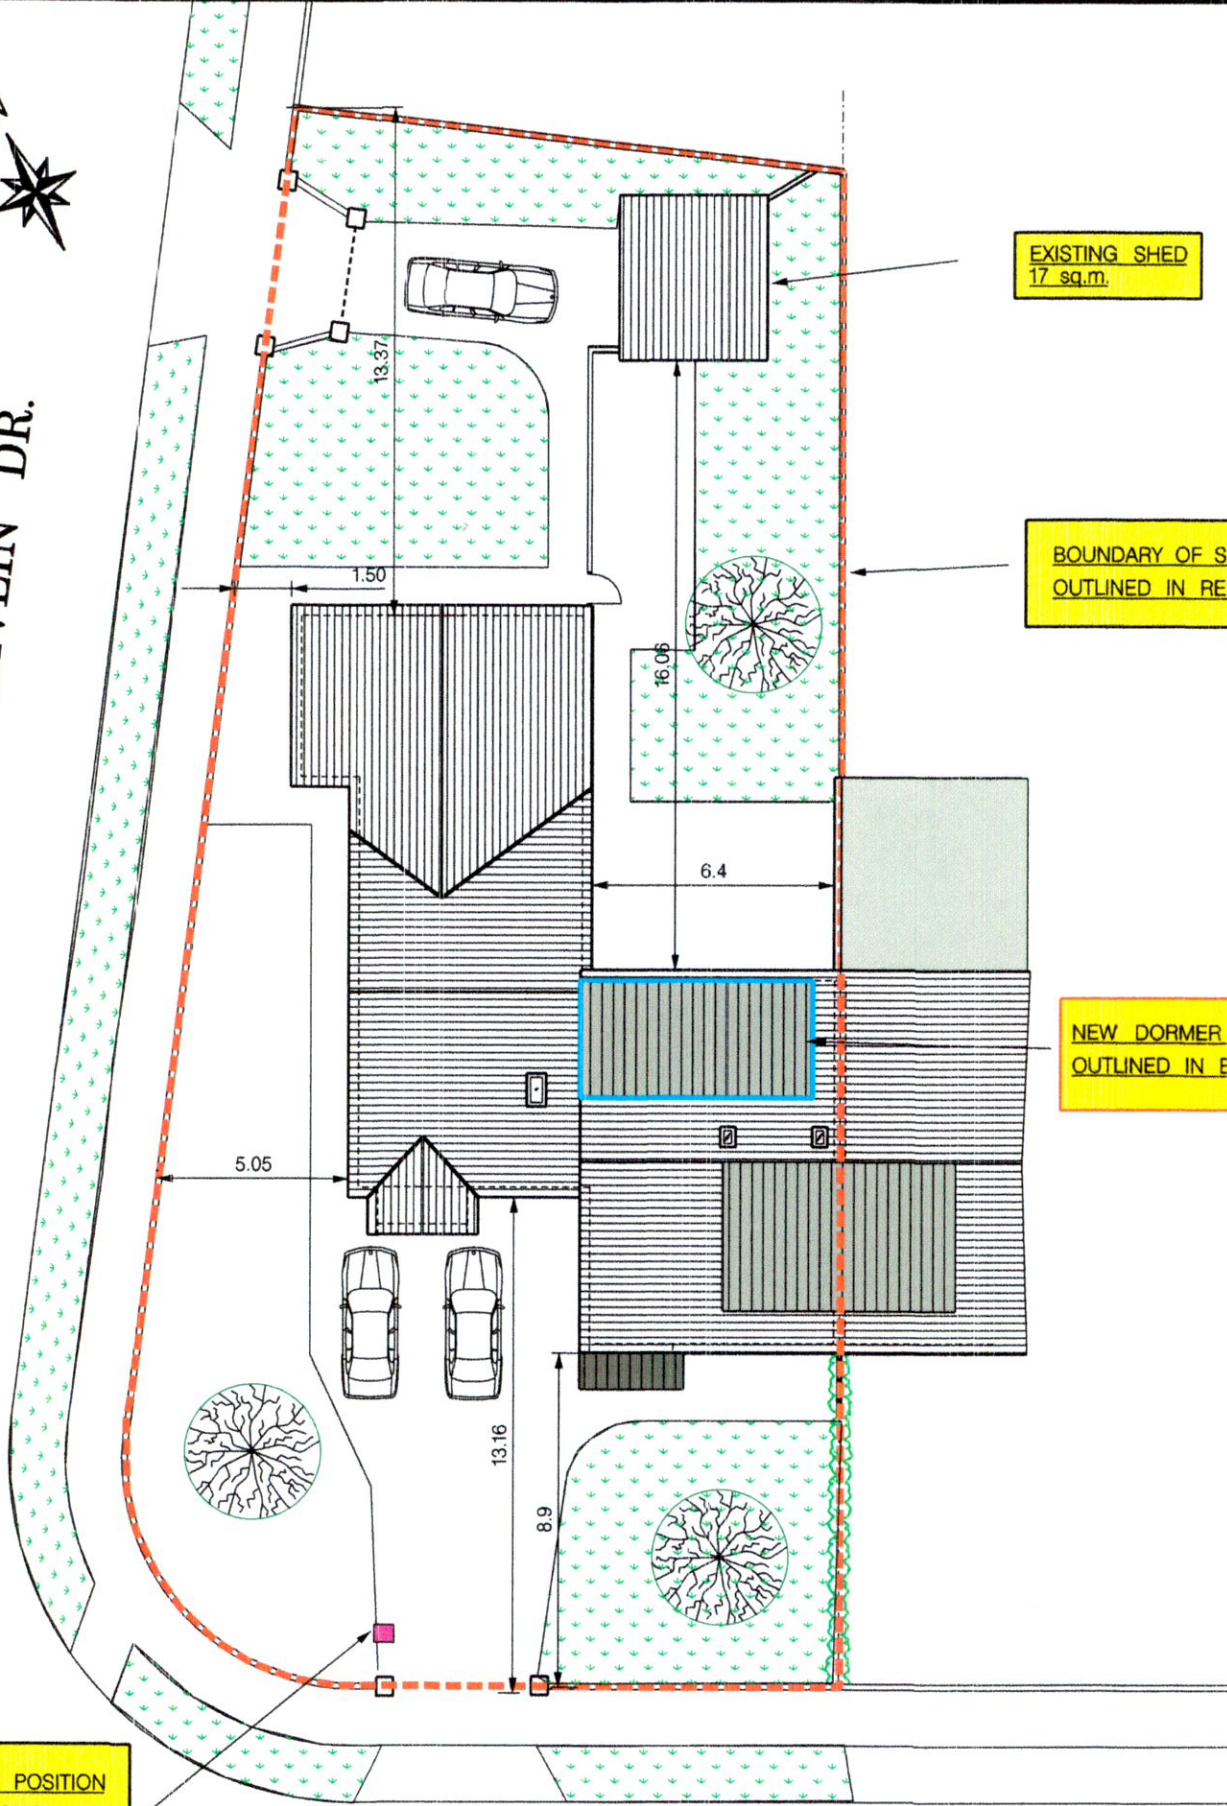 EXISTING SHED
17 sq.m.
13.37
DR.
BOUNDARY OF
OUTLINED IN
1.50
16.06
6.4
NEW DORMER
OUTLINED IN
5.05
13.16
8.9
POSITION